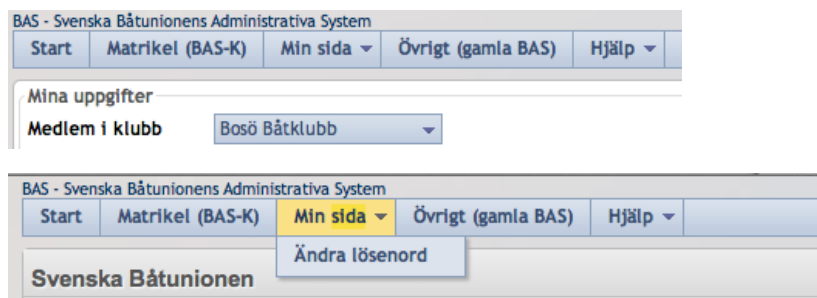 BAS - Svenska Båtunionens Administrativa System
Start Matrikel (BAS-K) Min sida Övrigt (gamla BAS) Hjälp
Mina uppgifter
Medlem i klubb Bosö Båtklubb
BAS - Svenska Båtunionens Administrativa System
Start Matrikel (BAS-K) Min sida Övrigt (gamla BAS) Hjälp
Ändra lösenord
Svenska Båtunionen